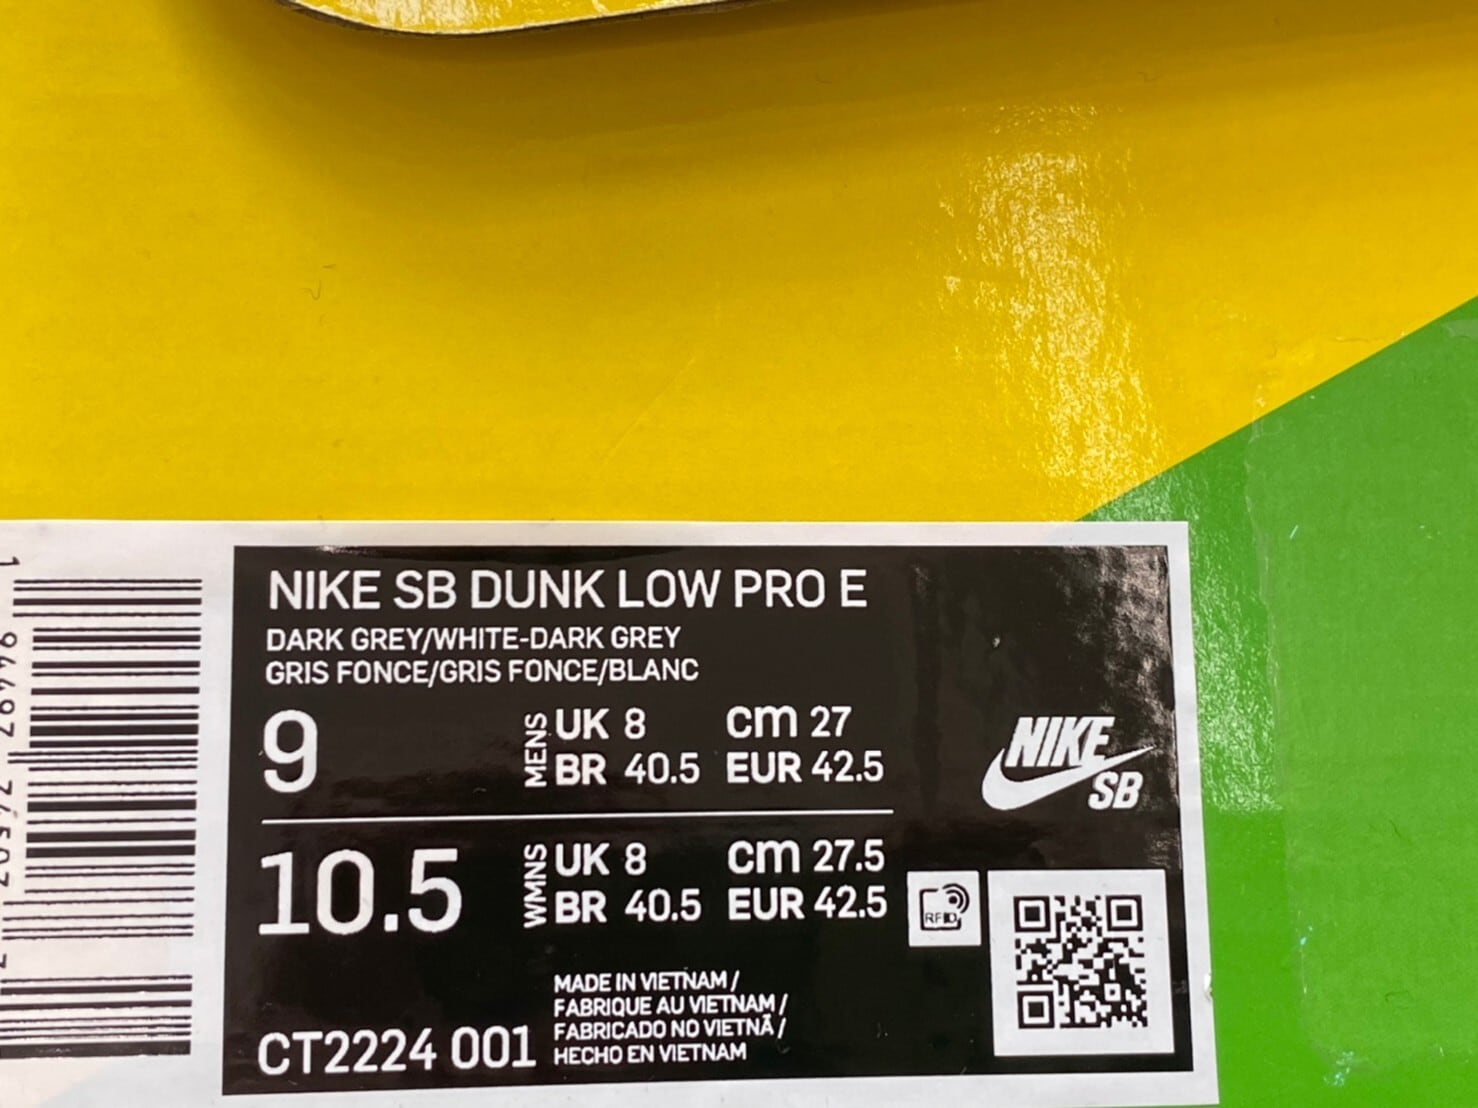 NIKE SB DUNK LOW PRO E
DARK GREY/WHITE-DARK GREY
GRIS FONCE/GRIS FONCE/BLANC
9 MENS UK 8 cm 27
BR 40.5 EUR 42.5
10.5 WMNS UK 8 cm 27.5
BR 40.5 EUR 42.5
NIKE
SB
RFID
MADE IN VIETNAM /
FABRIQUE AU VIETNAM /
FABRICADO NO VIETNÃ /
HECHO EN VIETNAM
CT2224 001